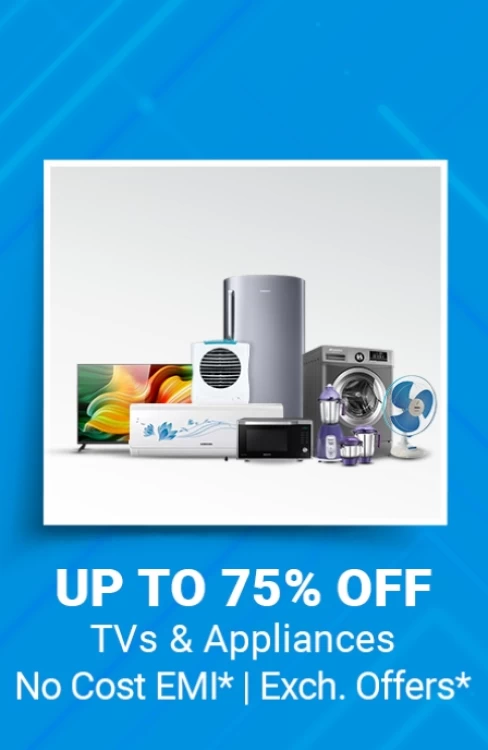 UP TO 75% OFF
TVs & Appliances
No Cost EMI* | Exch. Offers*